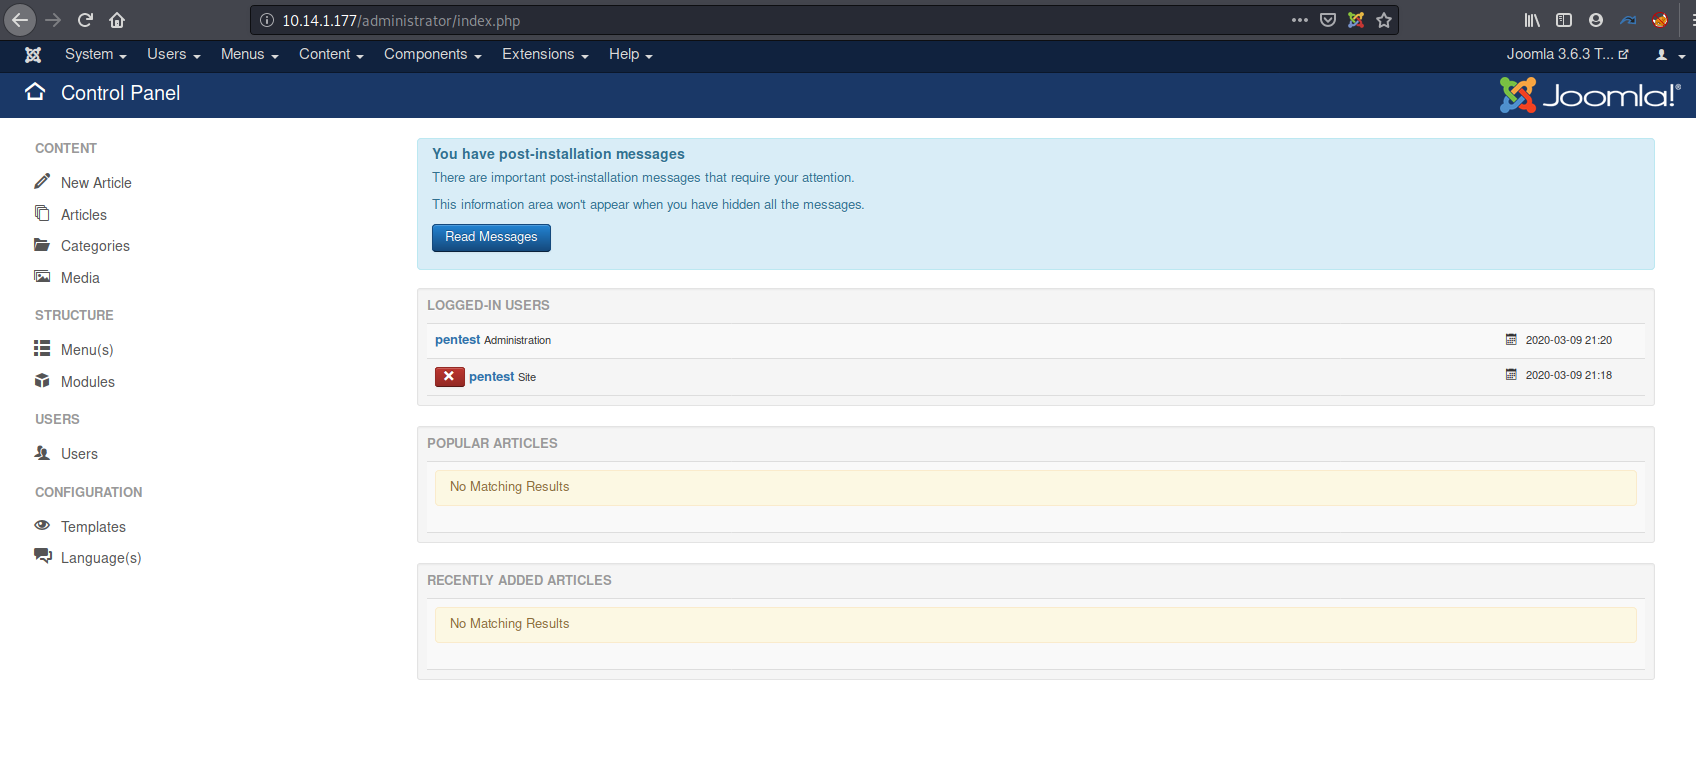 10.14.1.177/administrator/index.php
System Users Menus Content Components Extensions Help Joomla 3.6.3 T...
Control Panel Joomla!®
CONTENT
New Article
Articles
Categories
Media
STRUCTURE
Menu(s)
Modules
USERS
Users
CONFIGURATION
Templates
Language(s)
You have post-installation messages
There are important post-installation messages that require your attention.
This information area won't appear when you have hidden all the messages.
Read Messages
LOGGED-IN USERS
pentest Administration 2020-03-09 21:20
pentest Site 2020-03-09 21:18
POPULAR ARTICLES
No Matching Results
RECENTLY ADDED ARTICLES
No Matching Results